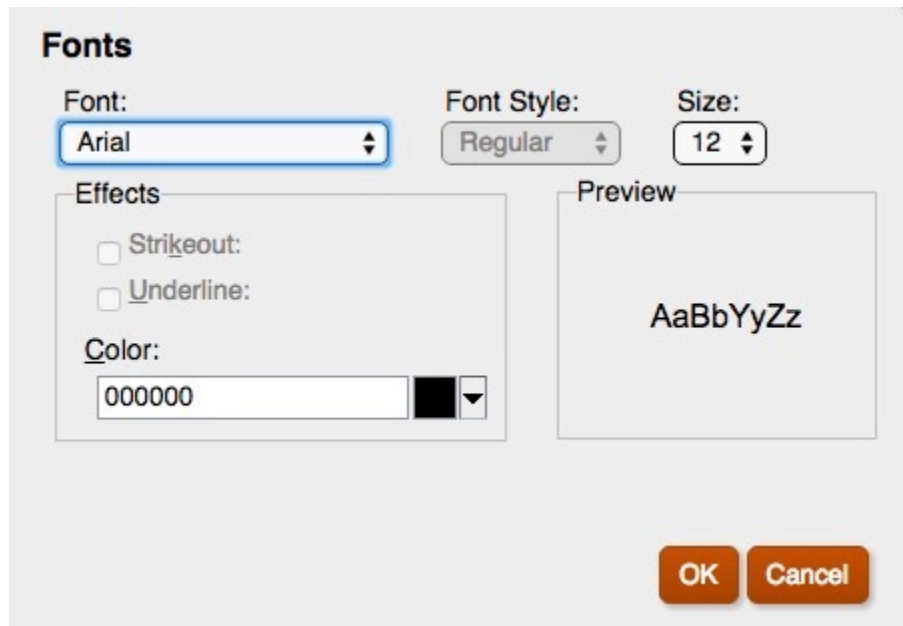 Fonts
Font: Font Style: Size:
Arial Regular 12
Effects Preview
Strikeout:
Underline:
AaBbYyZz
Color:
000000
OK Cancel